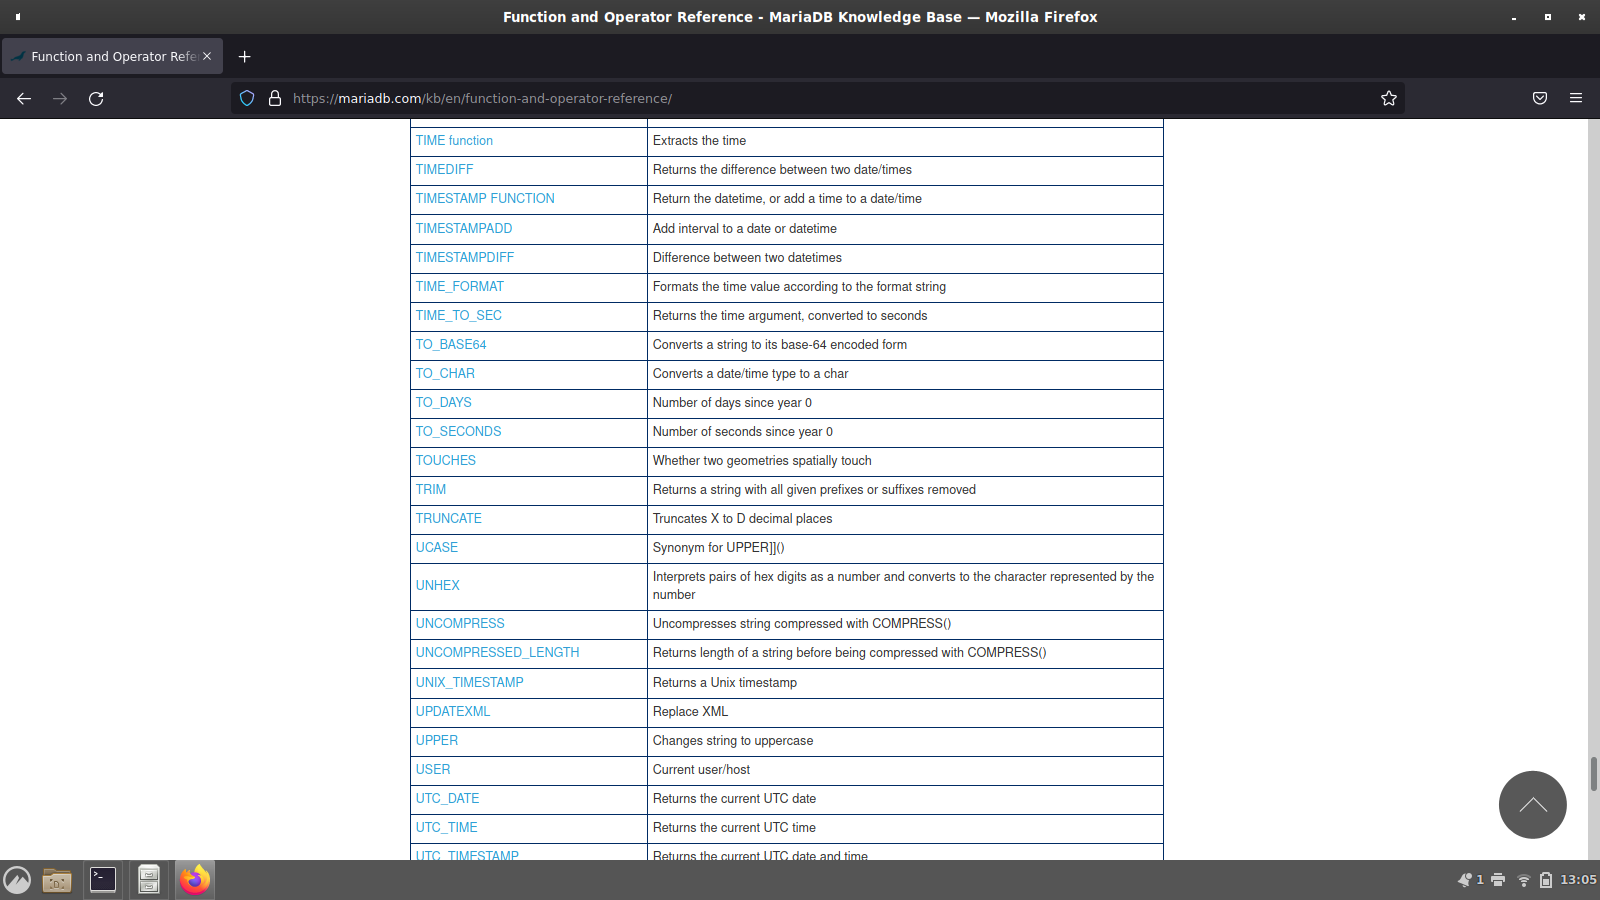 Function and Operator Reference - MariaDB Knowledge Base — Mozilla Firefox
Function and Operator Refe
https://mariadb.com/kb/en/function-and-operator-reference/
TIME function Extracts the time
TIMEDIFF Returns the difference between two date/times
TIMESTAMP FUNCTION Return the datetime, or add a time to a date/time
TIMESTAMPADD Add interval to a date or datetime
TIMESTAMPDIFF Difference between two datetimes
TIME_FORMAT Formats the time value according to the format string
TIME_TO_SEC Returns the time argument, converted to seconds
TO_BASE64 Converts a string to its base-64 encoded form
TO_CHAR Converts a date/time type to a char
TO_DAYS Number of days since year 0
TO_SECONDS Number of seconds since year 0
TOUCHES Whether two geometries spatially touch
TRIM Returns a string with all given prefixes or suffixes removed
TRUNCATE Truncates X to D decimal places
UCASE Synonym for UPPER]]()
UNHEX Interprets pairs of hex digits as a number and converts to the character represented by the
number
UNCOMPRESS Uncompresses string compressed with COMPRESS()
UNCOMPRESSED_LENGTH Returns length of a string before being compressed with COMPRESS()
UNIX_TIMESTAMP Returns a Unix timestamp
UPDATEXML Replace XML
UPPER Changes string to uppercase
USER Current user/host
UTC_DATE Returns the current UTC date
UTC_TIME Returns the current UTC time
UTC_TIMESTAMP Returns the current UTC date and time
1 13:05